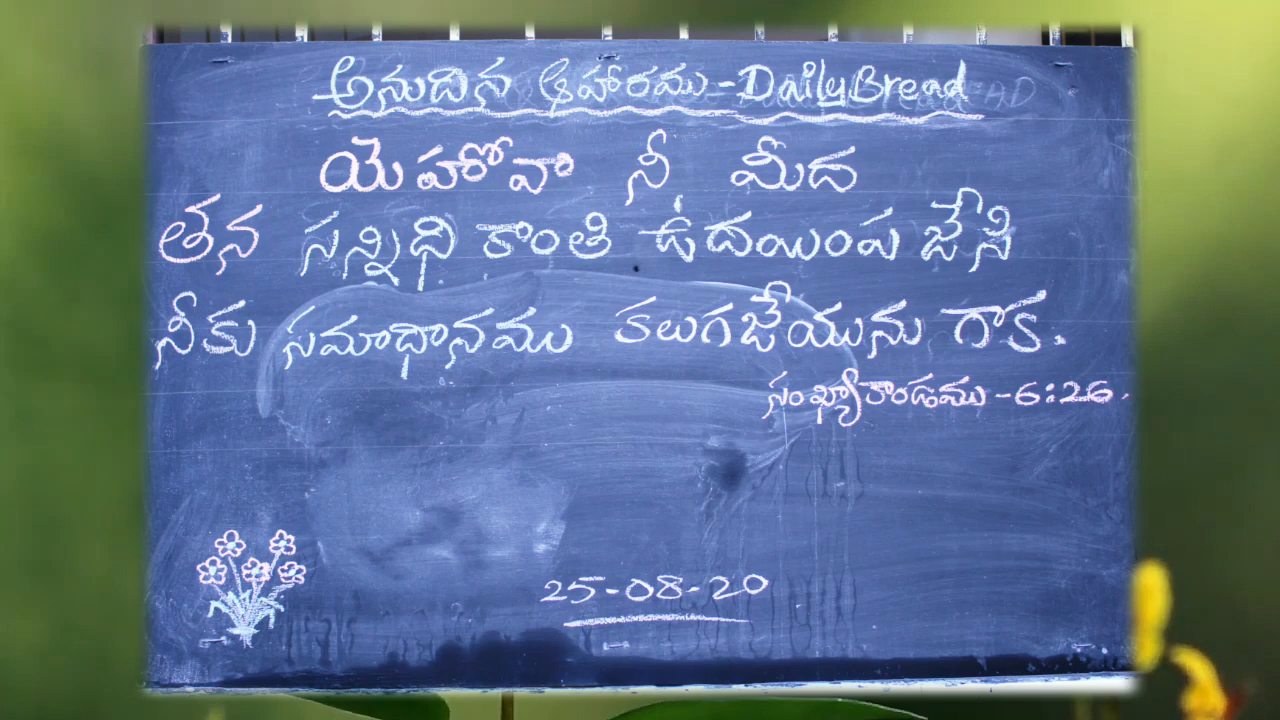 అనుదిన ఆహారము - Daily Bread
యెహోవా నీ మీద
తన సన్నిధి కాంతి ఉదయింప జేసి
నీకు సమాధానము కలుగజేయును గాక.
సంఖ్యాకాండము - 6:26.
25-08-20